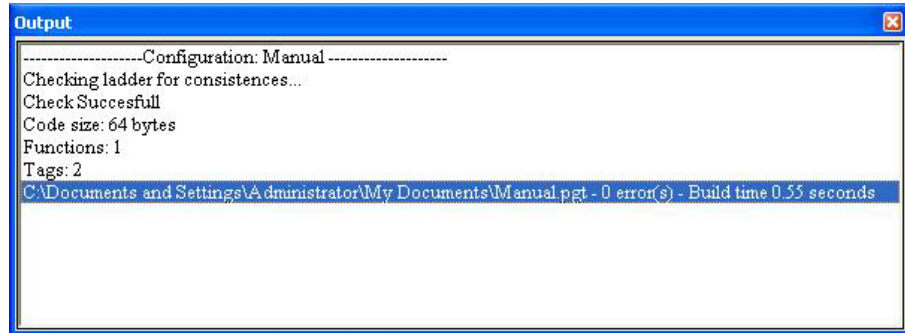 Output
--------------------Configuration: Manual --------------------
Checking ladder for consistences...
Check Succesfull
Code size: 64 bytes
Functions: 1
Tags: 2
C:\Documents and Settings\Administrator\My Documents\Manual.pgt - 0 error(s) - Build time 0.55 seconds